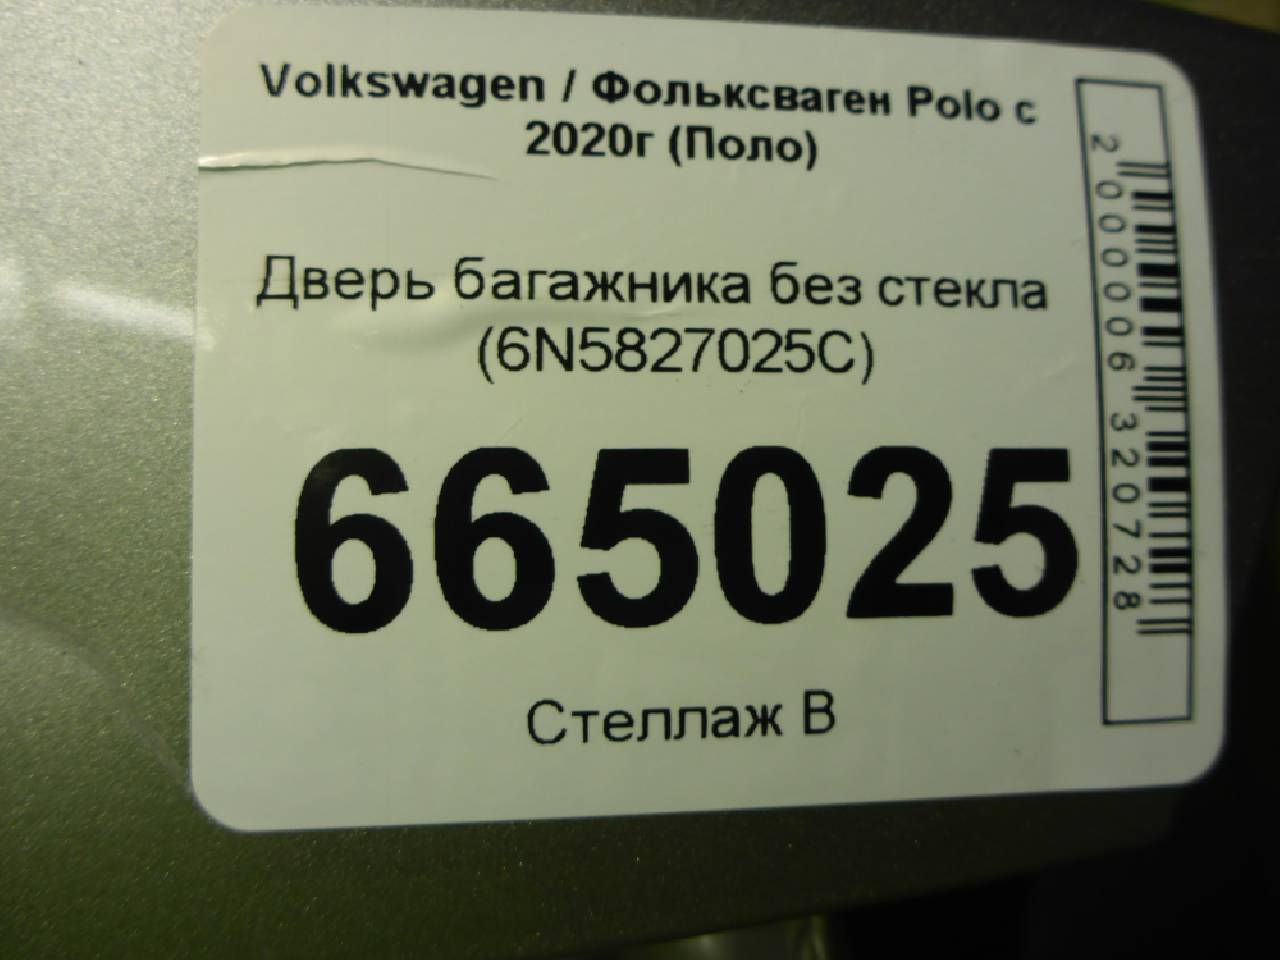 Volkswagen / Фольксваген Polo с
2020г (Поло)
Дверь багажника без стекла
(6N5827025C)
665025
Стеллаж В
2000006320728